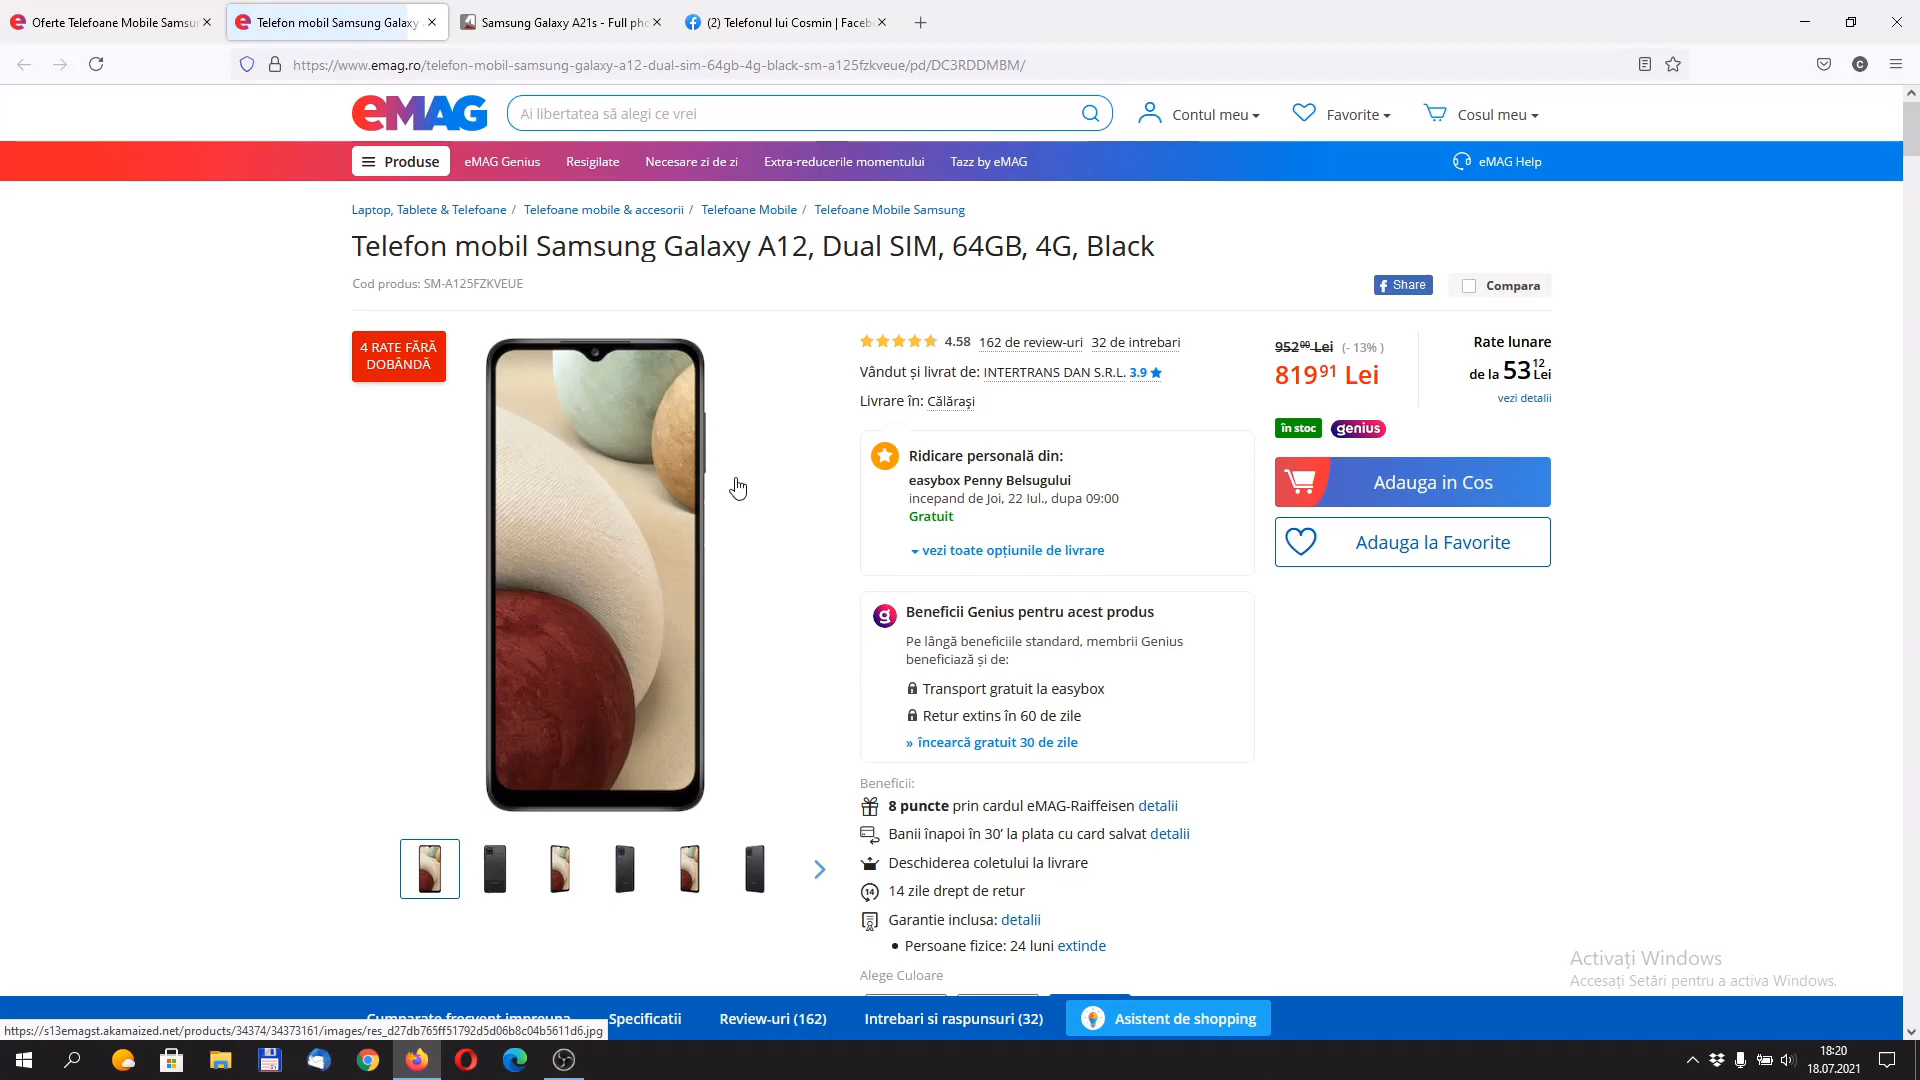 Oferte Telefoane Mobile Samsu
Telefon mobil Samsung Galaxy
Samsung Galaxy A21s - Full pho
(2) Telefonul lui Cosmin | Faceb
https://www.emag.ro/telefon-mobil-samsung-galaxy-a12-dual-sim-64gb-4g-black-sm-a125fzkveue/pd/DC3RDDMBM/
C
eMAG
Ai libertatea să alegi ce vrei
Contul meu
Favorite
Cosul meu
Produse
eMAG Genius
Resigilate
Necesare zi de zi
Extra-reducerile momentului
Tazz by eMAG
eMAG Help
Laptop, Tablete & Telefoane / Telefoane mobile & accesorii / Telefoane Mobile / Telefoane Mobile Samsung
Telefon mobil Samsung Galaxy A12, Dual SIM, 64GB, 4G, Black
Cod produs: SM-A125FZKVEUE
Share
Compara
4 RATE FĂRĂ
DOBÂNDĂ
4.58 162 de review-uri 32 de intrebari
Vândut și livrat de: INTERTRANS DAN S.R.L. 3.9
Livrare în: Călărași
Ridicare personală din:
easybox Penny Belsugului
incepand de Joi, 22 Iul., dupa 09:00
Gratuit
vezi toate opțiunile de livrare
Beneficii Genius pentru acest produs
Pe lângă beneficiile standard, membrii Genius
beneficiază și de:
Transport gratuit la easybox
Retur extins în 60 de zile
» încearcă gratuit 30 de zile
Beneficii:
8 puncte prin cardul eMAG-Raiffeisen detalii
Banii înapoi în 30’ la plata cu card salvat detalii
Deschiderea coletului la livrare
14 zile drept de retur
Garantie inclusa: detalii
• Persoane fizice: 24 luni extinde
Alege Culoare
952⁰⁰ Lei (- 13% )
819⁹¹ Lei
Rate lunare
de la 53¹² Lei
vezi detalii
în stoc
genius
Adauga in Cos
Adauga la Favorite
Activați Windows
Accesați Setări pentru a activa Windows.
Cumparate frecvent impreuna
Specificatii
Review-uri (162)
Intrebari si raspunsuri (32)
Asistent de shopping
https://s13emagst.akamaized.net/products/34374/34373161/images/res_d27db765ff51792d5d06b8c04b5611d6.jpg
18:20
18.07.2021